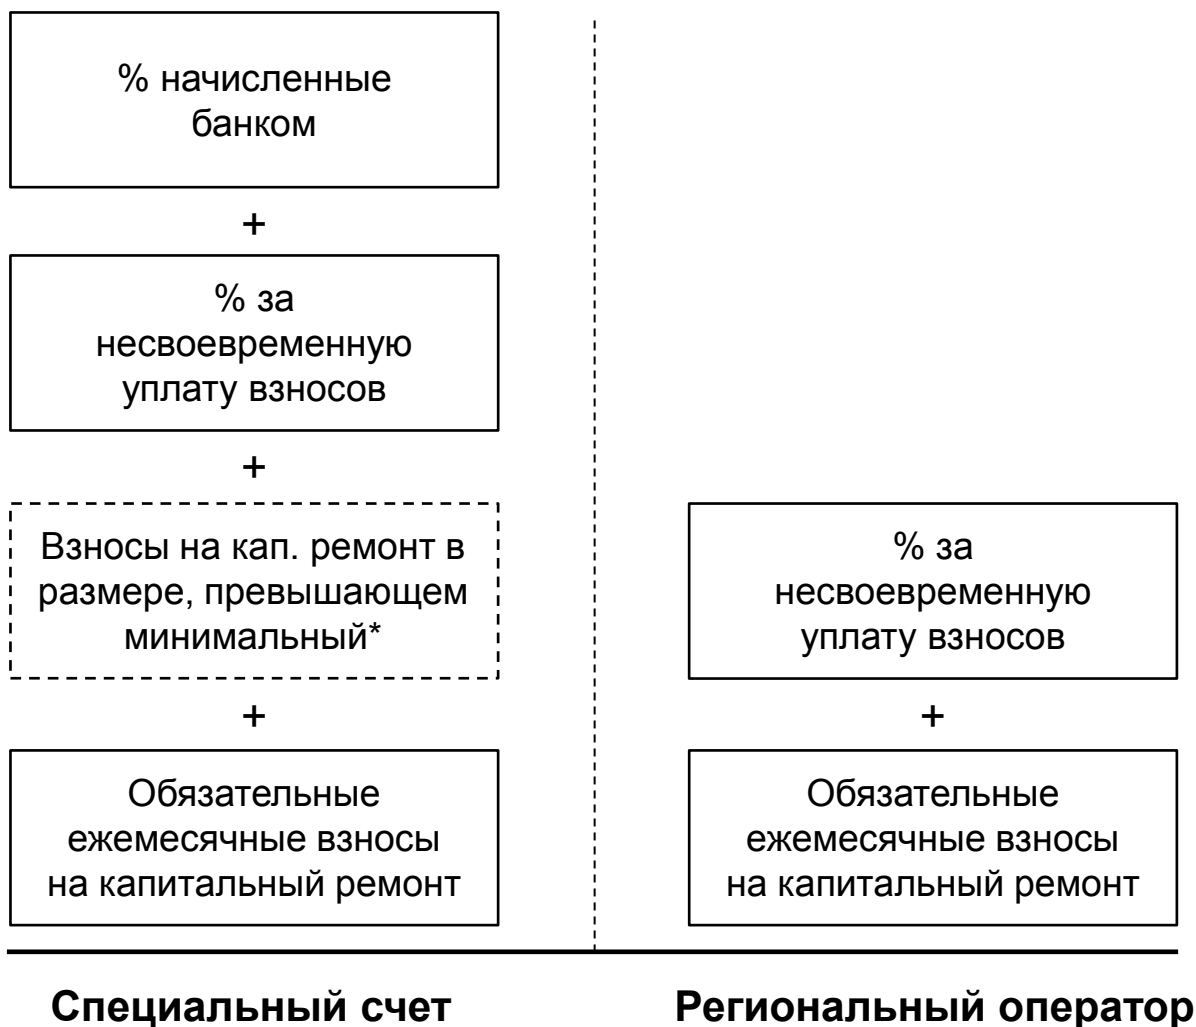 % начисленные
банком
+
% за
несвоевременную
уплату взносов
+
Взносы на кап. ремонт в
размере, превышающем
минимальный*
+
Обязательные
ежемесячные взносы
на капитальный ремонт
Специальный счет
% за
несвоевременную
уплату взносов
+
Обязательные
ежемесячные взносы
на капитальный ремонт
Региональный оператор